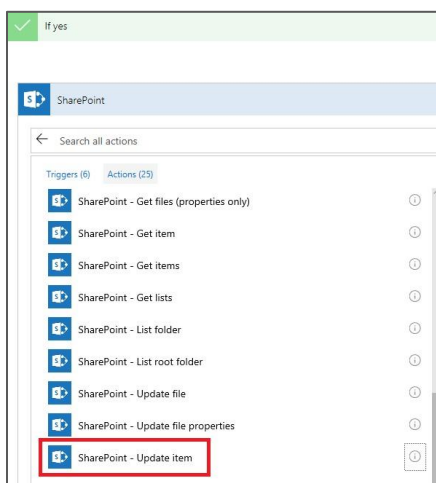 If yes
SharePoint
Search all actions
Triggers (6) Actions (25)
SharePoint - Get files (properties only)
SharePoint - Get item
SharePoint - Get items
SharePoint - Get lists
SharePoint - List folder
SharePoint - List root folder
SharePoint - Update file
SharePoint - Update file properties
SharePoint - Update item